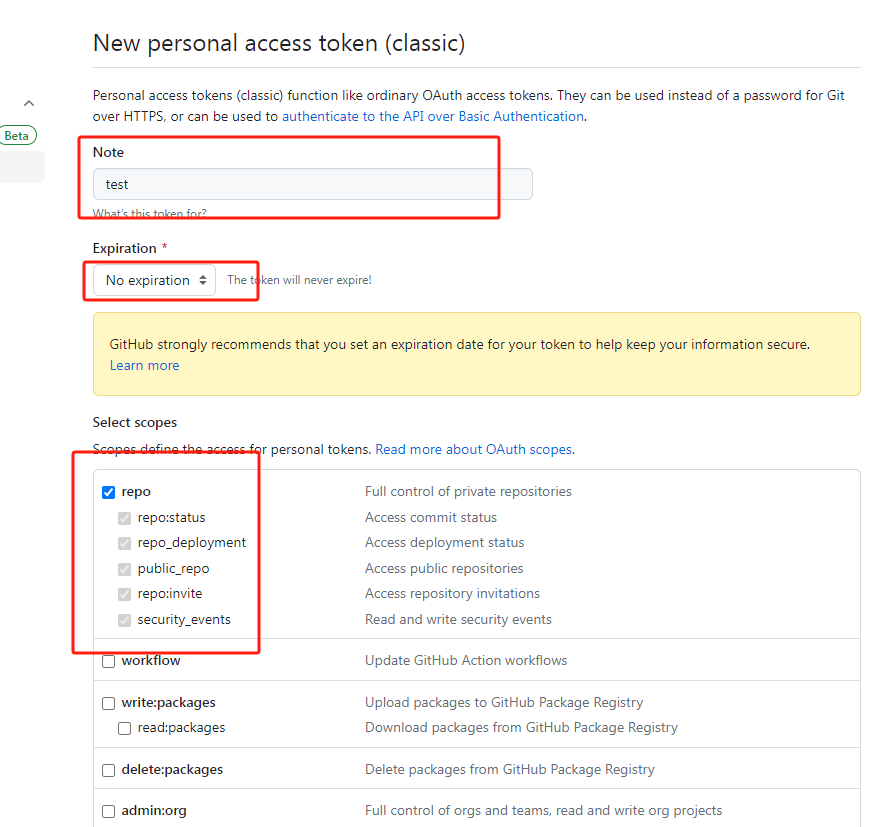 New personal access token (classic)
Personal access tokens (classic) function like ordinary OAuth access tokens. They can be used instead of a password for Git
over HTTPS, or can be used to authenticate to the API over Basic Authentication.
Beta
Note
test
What's this token for?
Expiration *
No expiration The token will never expire!
GitHub strongly recommends that you set an expiration date for your token to help keep your information secure.
Learn more
Select scopes
Scopes define the access for personal tokens. Read more about OAuth scopes.
repo Full control of private repositories
repo:status Access commit status
repo_deployment Access deployment status
public_repo Access public repositories
repo:invite Access repository invitations
security_events Read and write security events
workflow Update GitHub Action workflows
write:packages Upload packages to GitHub Package Registry
read:packages Download packages from GitHub Package Registry
delete:packages Delete packages from GitHub Package Registry
admin:org Full control of orgs and teams, read and write org projects